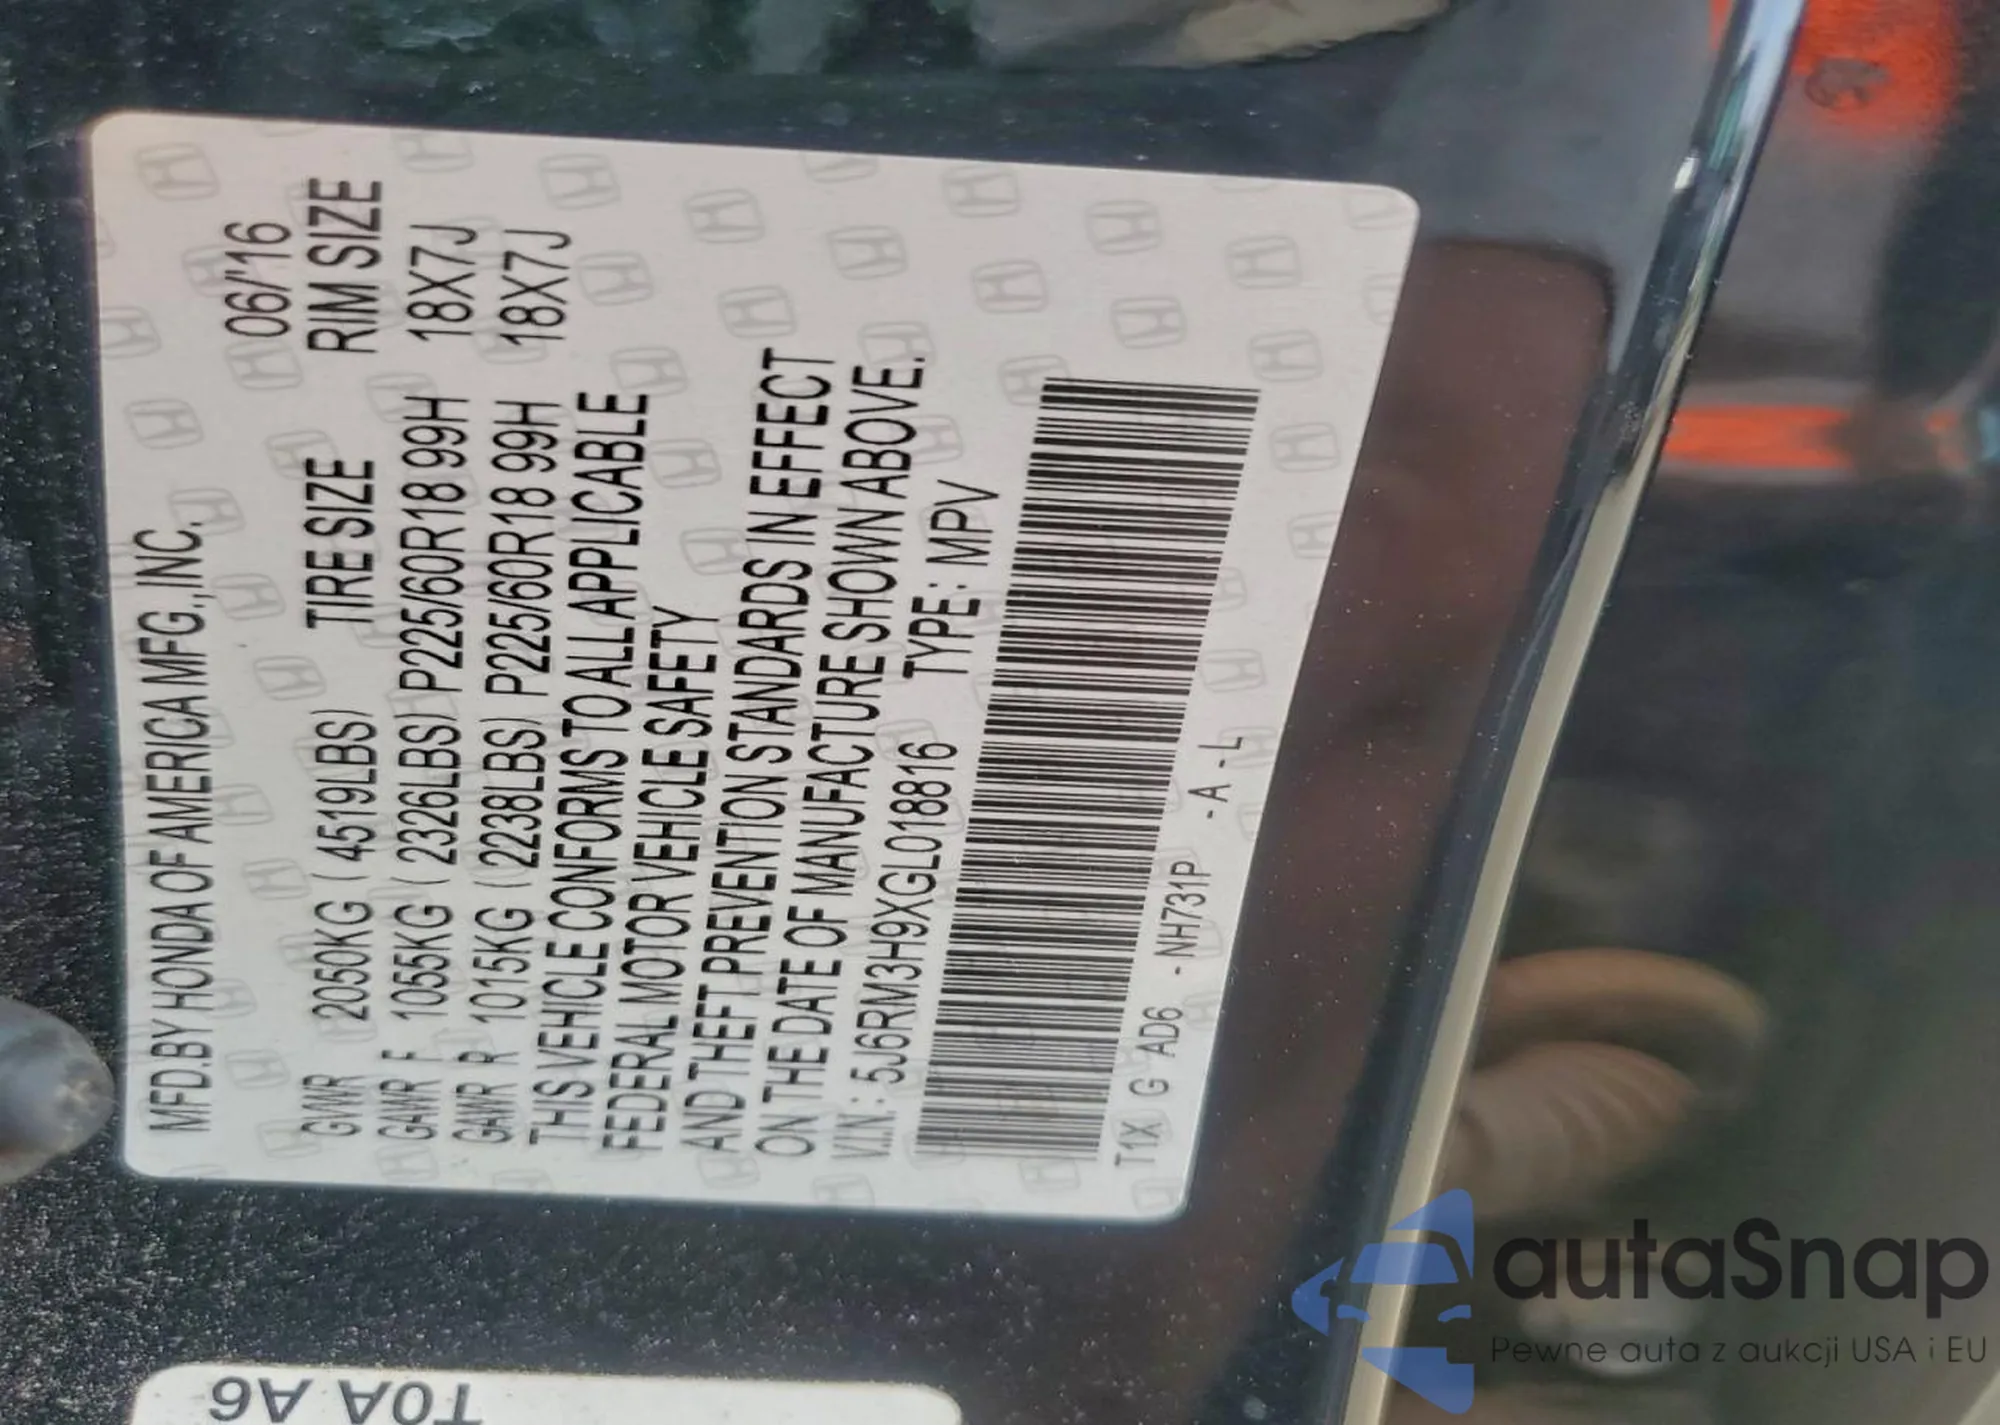 MFD.BY HONDA OF AMERICA MFG.,INC.
06/'16
TIRE SIZE RIM SIZE
GVWR 2050KG ( 4519LBS)
GAWR F 1055KG ( 2326LBS) P225/60R18 99H 18X7J
GAWR R 1015KG ( 2238LBS) P225/60R18 99H 18X7J
THIS VEHICLE CONFORMS TO ALL APPLICABLE
FEDERAL MOTOR VEHICLE SAFETY
AND THEFT PREVENTION STANDARDS IN EFFECT
ON THE DATE OF MANUFACTURE SHOWN ABOVE.
V.I.N.: 5J6RM3H9XGL018816 TYPE: MPV
T1X G AD6 - NH731P - A - L
T0A A6
autaSnap
Pewne auta z aukcji USA i EU